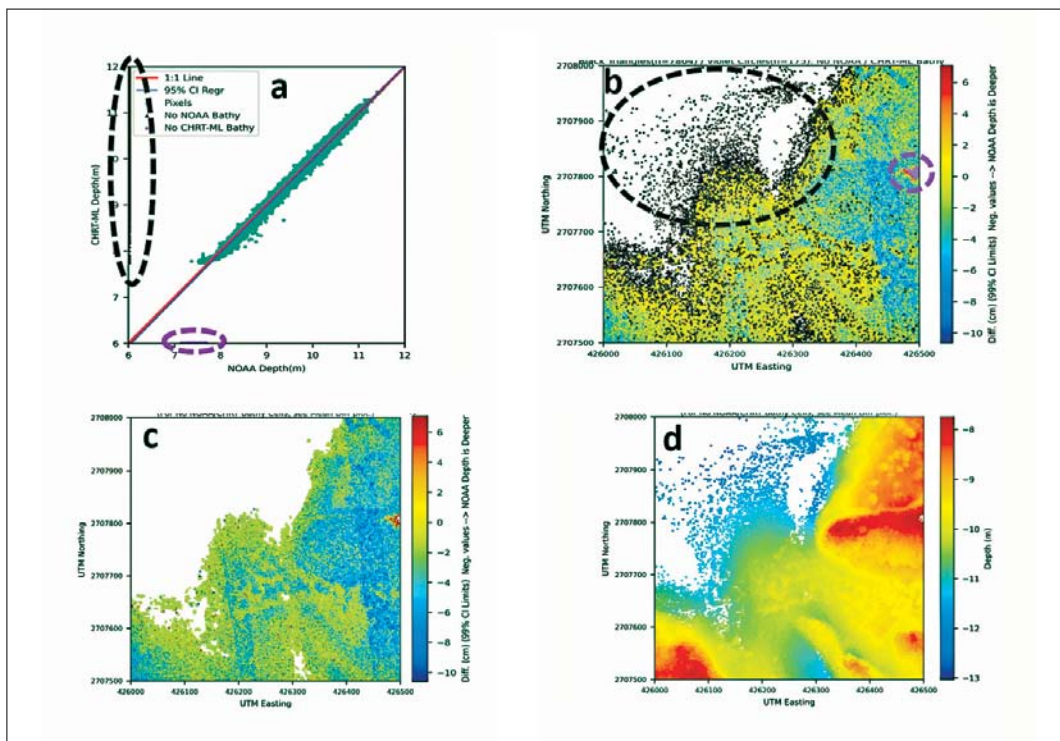 12
1:1 Line
95% CI Regr
Pixels
No NOAA Bathy
No CHRT-ML Bathy
a
CHRT-ML Depth(m)
7
6
6 7 8 9 10 11 12
NOAA Depth(m)
CHRT-ML Bathy
b
2708000
2707900
2707800
2707700
2707600
2707500
UTM Northing
426000 426100 426200 426300 426400 426500
UTM Easting
6
4
2
0
−2
−4
−6
−8
−10
Diff. (cm) (99% CI Limits) Neg. values --> NOAA Depth is Deeper
c
2708000
2707900
2707800
2707700
2707600
2707500
UTM Northing
426000 426100 426200 426300 426400 426500
UTM Easting
6
4
2
0
−2
−4
−6
−8
−10
Diff. (cm) (99% CI Limits) Neg. values --> NOAA Depth is Deeper
d
2708000
2707900
2707800
2707700
2707600
2707500
UTM Northing
426000 426100 426200 426300 426400 426500
UTM Easting
−8
−9
−10
−11
−12
−13
Depth (m)